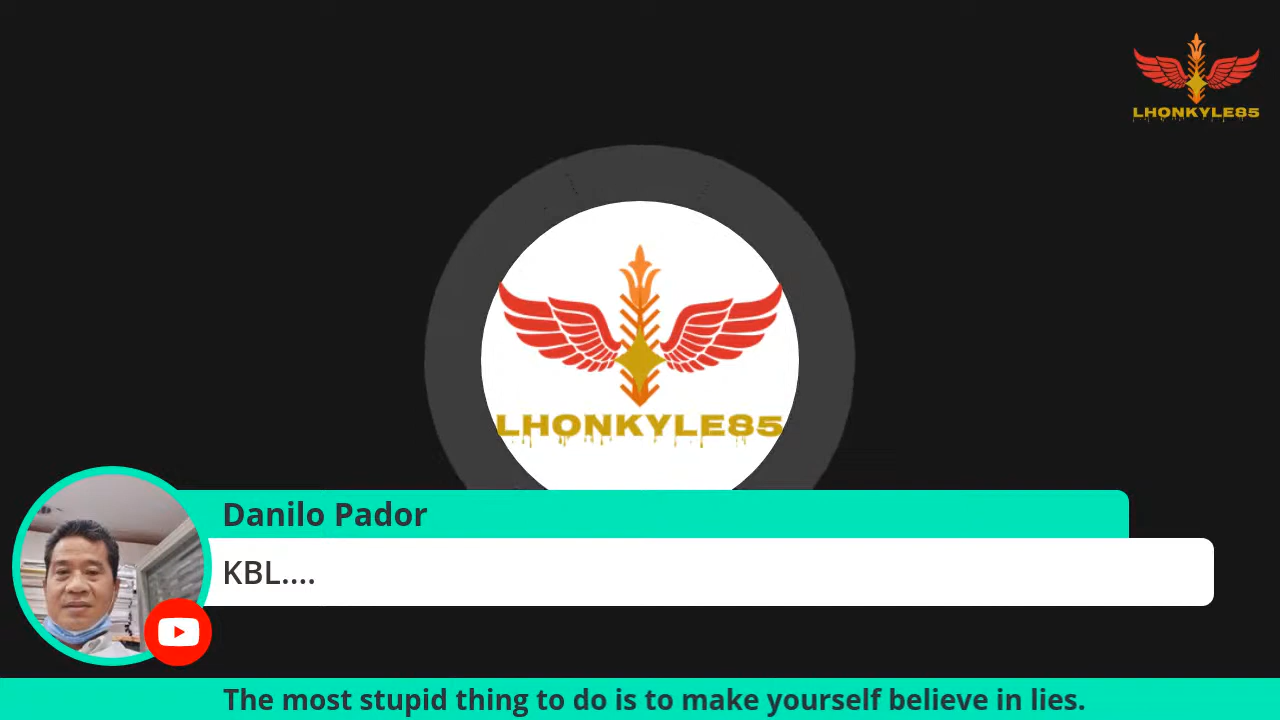 LHONKYLE85
LHONKYLE85
Danilo Pador
KBL....
The most stupid thing to do is to make yourself believe in lies.